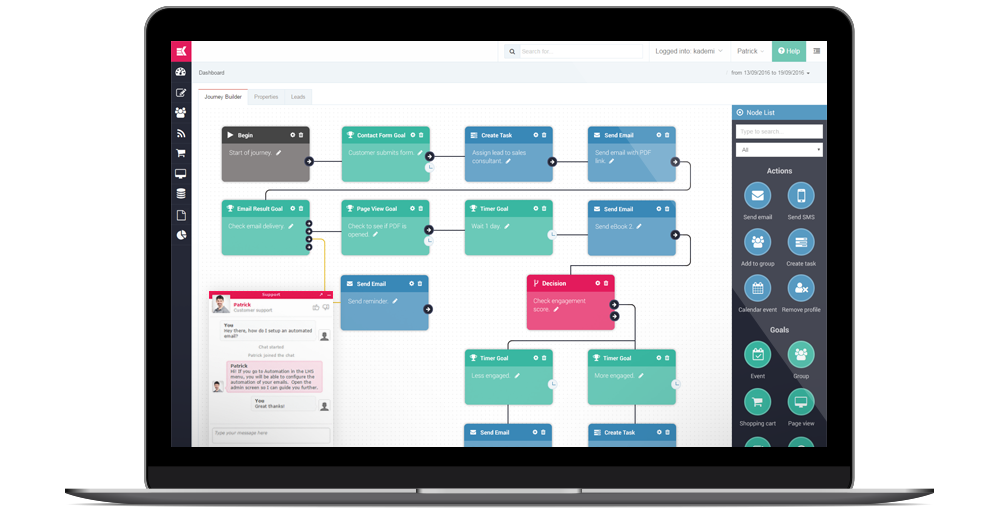 Search for..
Logged into: kademi
Patrick
Help
Dashboard
from 13/09/2016 to 19/09/2016
Journey Builder
Properties
Leads
Begin
Start of journey.
Contact Form Goal
Customer submits form.
Create Task
Assign lead to sales
consultant.
Send Email
Send email with PDF
link.
Email Result Goal
Check email delivery.
Page View Goal
Check to see if PDF is
opened.
Timer Goal
Wait 1 day.
Send Email
Send eBook 2.
Send Email
Send reminder.
Decision
Check engagement
score.
Timer Goal
Less engaged.
Timer Goal
More engaged.
Send Email
Create Task
Support
Patrick
Customer support
You
Hey there, how do I setup an automated
email?
Chat started
Patrick joined the chat
Patrick
Hi! If you go to Automation in the LHS
menu, you will be able to configure the
automation of your emails. Open the
admin screen so I can guide you further.
You
Great thanks!
Type your message here
Node List
Type to search...
All
Actions
Send email
Send SMS
Add to group
Create task
Calendar event
Remove profile
Goals
Event
Group
Shopping cart
Page view